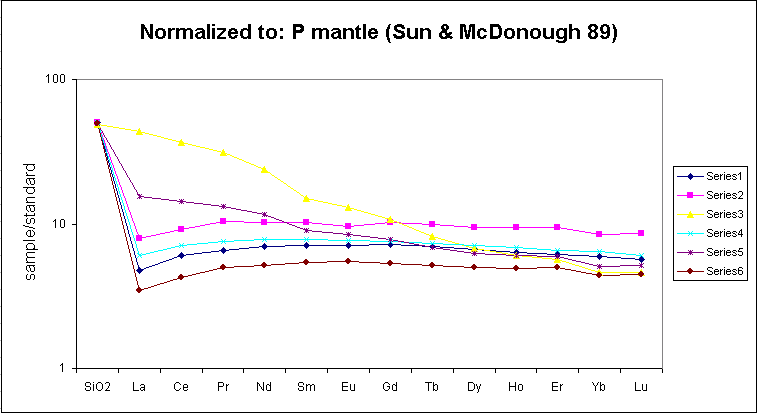 Normalized to: P mantle (Sun & McDonough 89)
100
10
1
sample/standard
SiO2 La Ce Pr Nd Sm Eu Gd Tb Dy Ho Er Yb Lu
Series1
Series2
Series3
Series4
Series5
Series6